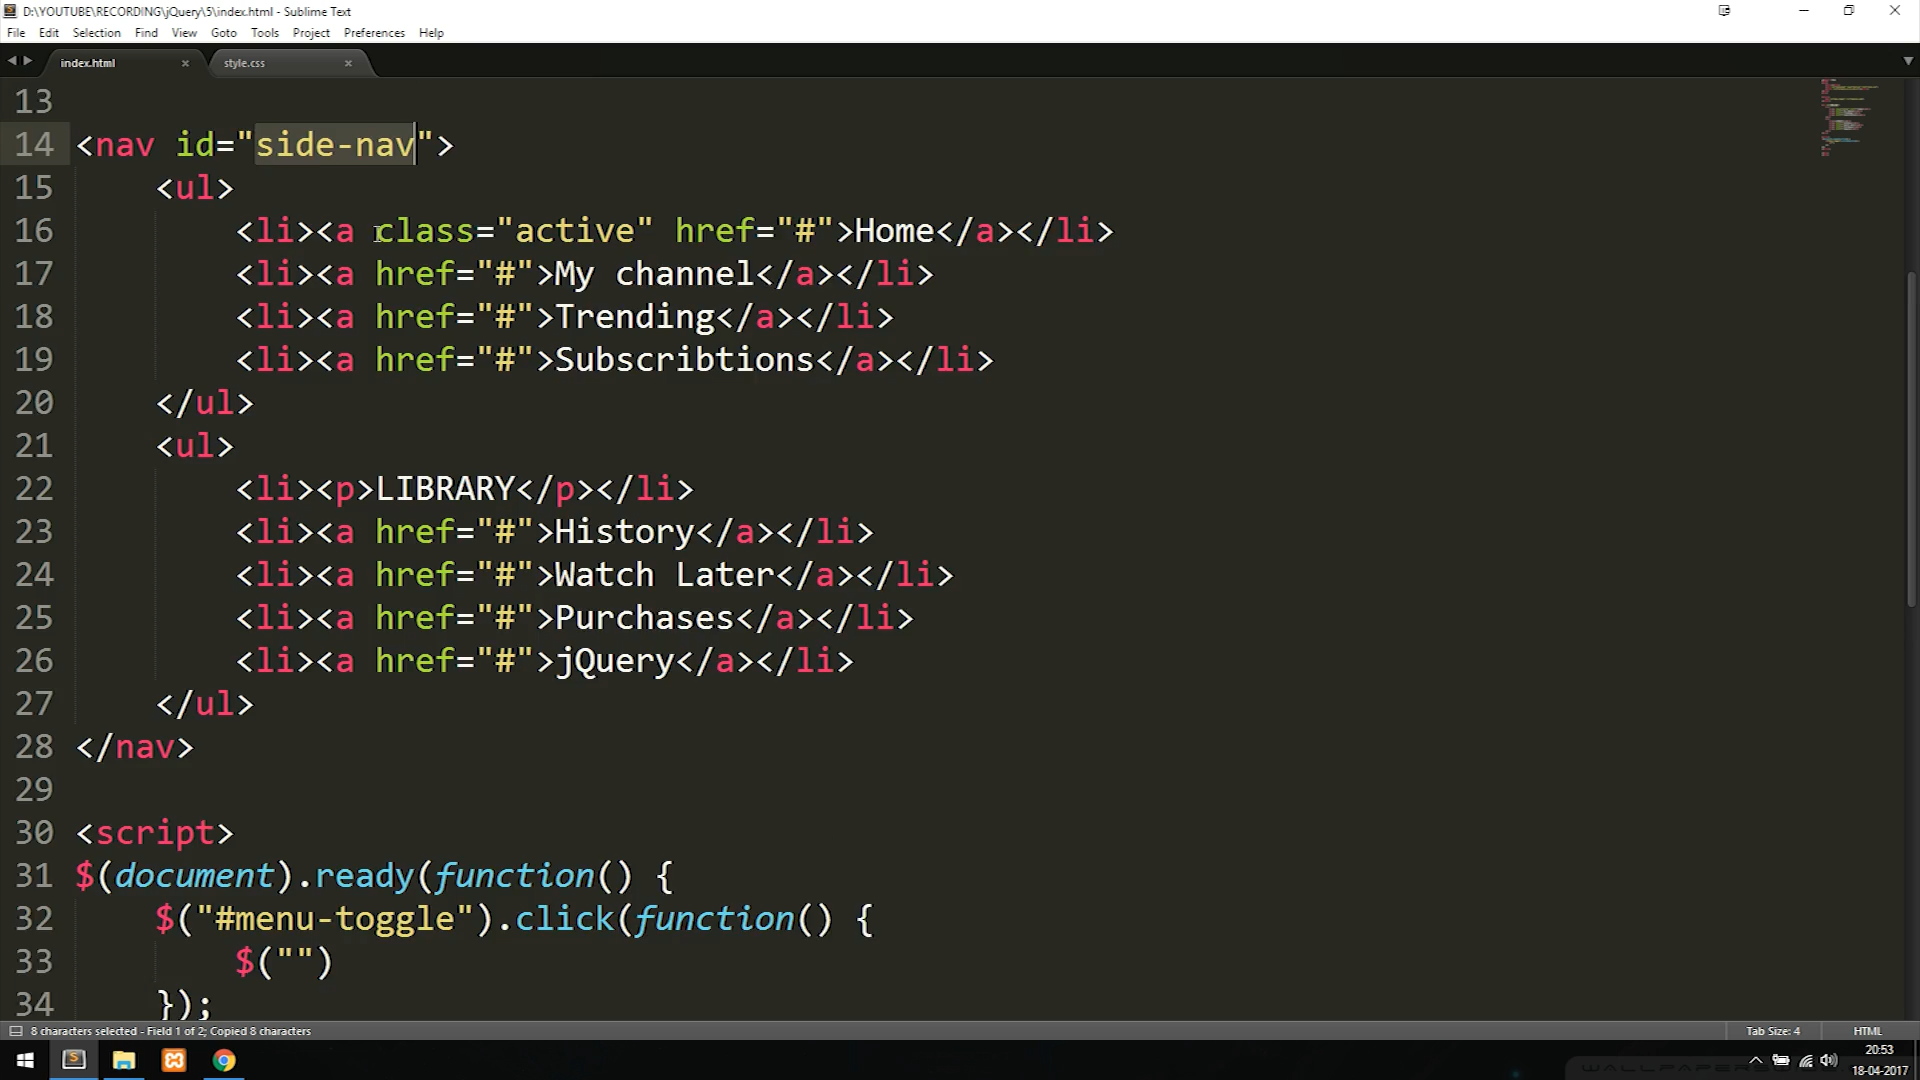 D:\YOUTUBE\RECORDING\jQuery\5\index.html - Sublime Text
File Edit Selection Find View Goto Tools Project Preferences Help
index.html × style.css ×
13
14 <nav id="side-nav">
15 <ul>
16 <li><a class="active" href="#">Home</a></li>
17 <li><a href="#">My channel</a></li>
18 <li><a href="#">Trending</a></li>
19 <li><a href="#">Subscribtions</a></li>
20 </ul>
21 <ul>
22 <li><p>LIBRARY</p></li>
23 <li><a href="#">History</a></li>
24 <li><a href="#">Watch Later</a></li>
25 <li><a href="#">Purchases</a></li>
26 <li><a href="#">jQuery</a></li>
27 </ul>
28 </nav>
29
30 <script>
31 $(document).ready(function() {
32 $("#menu-toggle").click(function() {
33 $("")
34 });
8 characters selected - Field 1 of 2; Copied 8 characters Tab Size: 4 HTML
20:53
18-04-2017